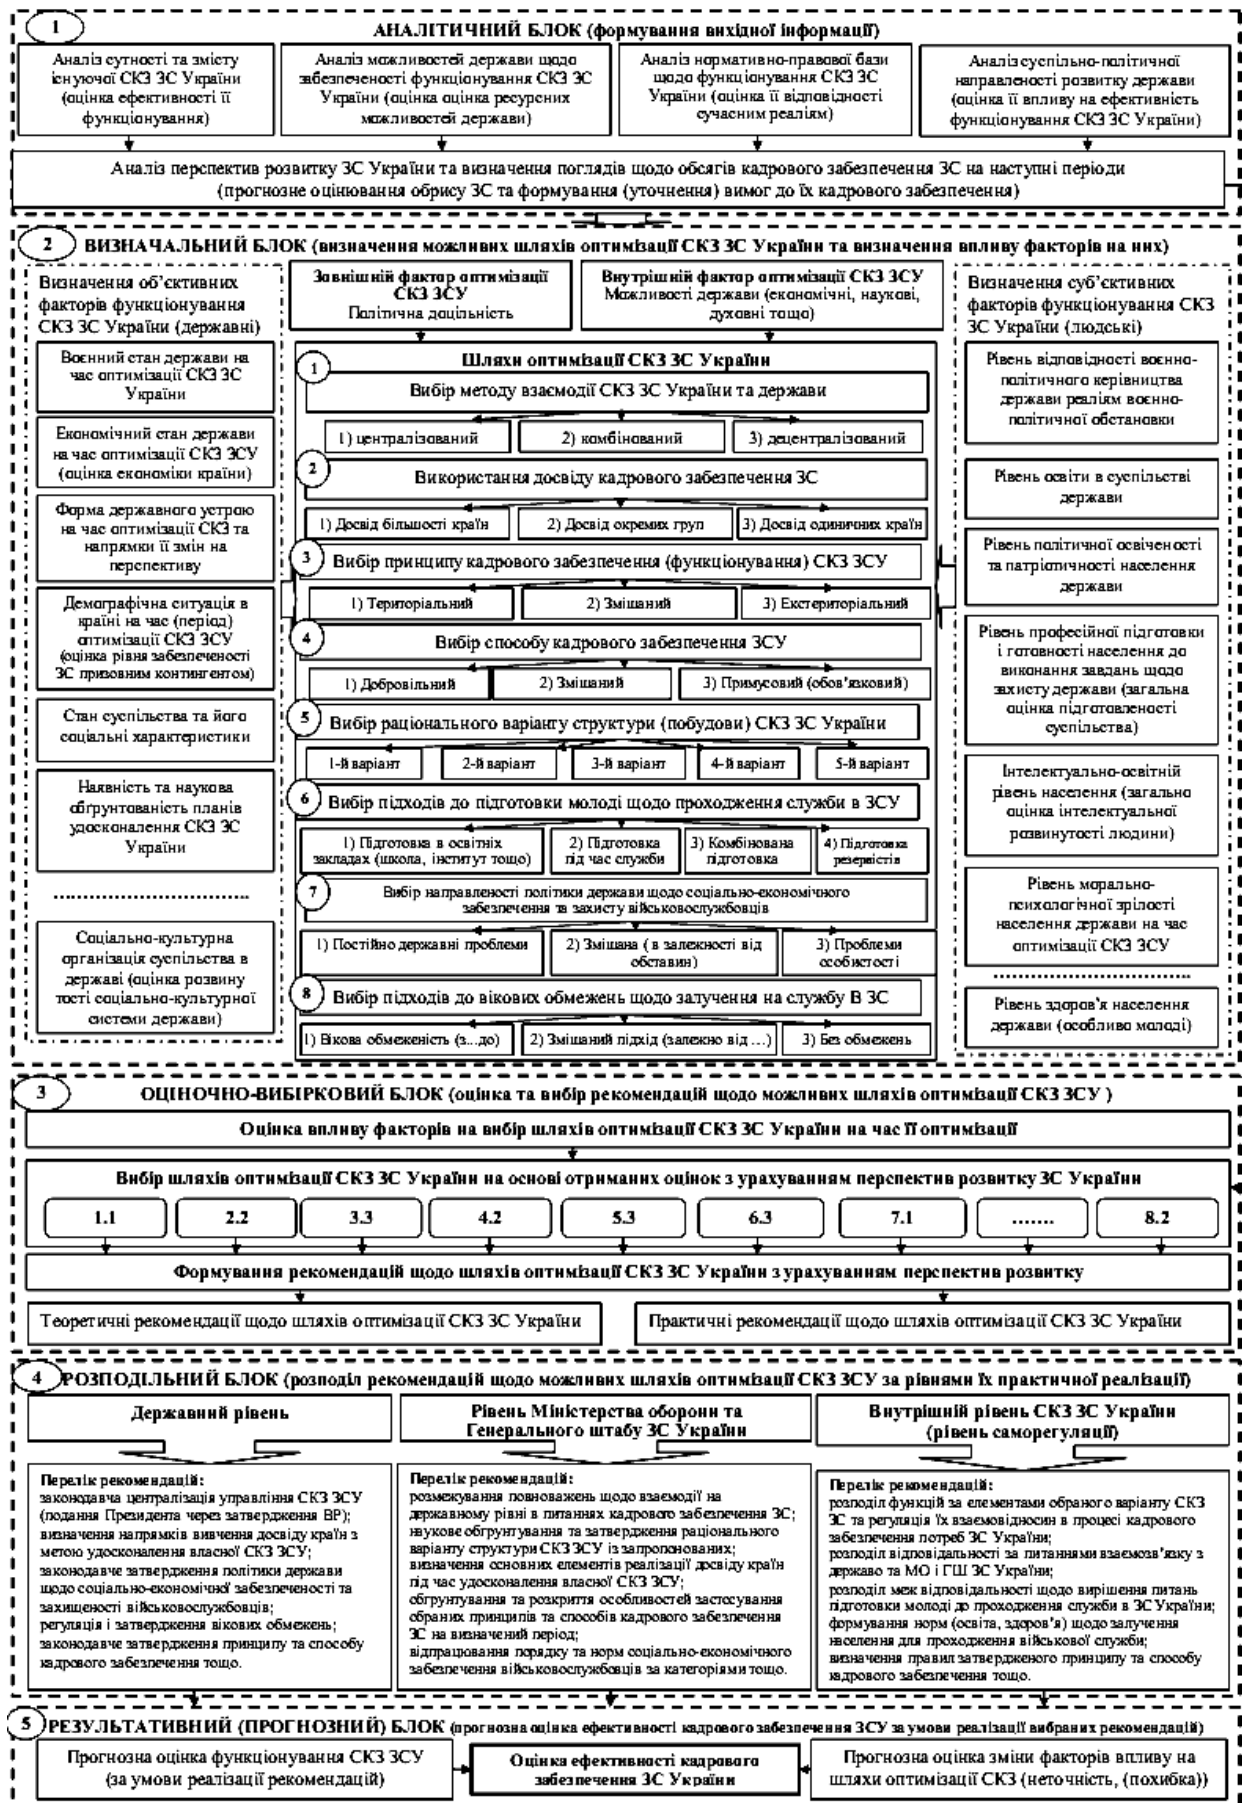 1
АНАЛІТИЧНИЙ БЛОК (формування вихідної інформації)
Аналіз сутності та змісту
існуючої СКЗ ЗС України
(оцінка ефективності її
функціонування)
Аналіз можливостей держави щодо
забезпеченості функціонування СКЗ ЗС
України (оцінка оцінка ресурсних
можливостей держави)
Аналіз нормативно-правової бази
щодо функціонування СКЗ ЗС
України (оцінка її відповідності
сучасним реаліям)
Аналіз суспільно-політичної
направленості розвитку держави
(оцінка її впливу на ефективність
функціонування СКЗ ЗС України)
Аналіз перспектив розвитку ЗС України та визначення поглядів щодо обсягів кадрового забезпечення ЗС на наступні періоди
(прогнозне оцінювання обрису ЗС та формування (уточнення) вимог до їх кадрового забезпечення)
2
ВИЗНАЧАЛЬНИЙ БЛОК (визначення можливих шляхів оптимізації СКЗ ЗС України та визначення впливу факторів на них)
Визначення об’єктивних
факторів функціонування
СКЗ ЗС України (державні)
Воєнний стан держави на
час оптимізації СКЗ ЗС
України
Економічний стан держави
на час оптимізації СКЗ ЗСУ
(оцінка економіки країни)
Форма державного устрою
на час оптимізації СКЗ та
напрямки її змін на
перспективу
Демографічна ситуація в
країні на час (період)
оптимізації СКЗ ЗСУ
(оцінка рівня забезпеченості
ЗС призовним контингентом)
Стан суспільства та його
соціальні характеристики
Наявність та наукова
обґрунтованість планів
удосконалення СКЗ ЗС
України
……………………………
Соціально-культурна
організація суспільства в
державі (оцінка розвину
тості соціально-культурної
системи держави)
Зовнішній фактор оптимізації
СКЗ ЗСУ
Політична доцільність
Внутрішній фактор оптимізації СКЗ ЗСУ
Можливості держави (економічні, наукові,
духовні тощо)
Шляхи оптимізації СКЗ ЗС України
1
Вибір методу взаємодії СКЗ ЗС України та держави
1) централізований
2) комбінований
3) децентралізований
2
Використання досвіду кадрового забезпечення ЗС
1) Досвід більшості країн
2) Досвід окремих груп
3) Досвід одиничних країн
3
Вибір принципу кадрового забезпечення (функціонування) СКЗ ЗСУ
1) Територіальний
2) Змішаний
3) Екстериторіальний
4
Вибір способу кадрового забезпечення ЗСУ
1) Добровільний
2) Змішаний
3) Примусовий (обов’язковий)
5
Вибір раціонального варіанту структури (побудови) СКЗ ЗС України
1-й варіант
2-й варіант
3-й варіант
4-й варіант
5-й варіант
6
Вибір підходів до підготовки молоді щодо проходження служби в ЗСУ
1) Підготовка в освітніх
закладах (школа, інститут тощо)
2) Підготовка
під час служби
3) Комбінована
підготовка
4) Підготовка
резервістів
7
Вибір направленості політики держави щодо соціально-економічного
забезпечення та захисту військовослужбовців
1) Постійно державні проблеми
2) Змішана ( в залежності від
обставин)
3) Проблеми
особистості
8
Вибір підходів до вікових обмежень щодо залучення на службу В ЗС
1) Вікова обмеженість (з...до)
2) Змішаний підхід (залежно від ...)
3) Без обмежень
Визначення суб’єктивних
факторів функціонування СКЗ
ЗС України (людські)
Рівень відповідності воєнно-
політичного керівництва
держави реаліям воєнно-
політичної обстановки
Рівень освіти в суспільстві
держави
Рівень політичної освіченості
та патріотичності населення
держави
Рівень професійної підготовки
і готовності населення до
виконання завдань щодо
захисту держави (загальна
оцінка підготовленості
суспільства)
Інтелектуально-освітній
рівень населення (загальна
оцінка інтелектуальної
розвинутості людини)
Рівень морально-
психологічної зрілості
населення держави на час
оптимізації СКЗ ЗСУ
……………………………
Рівень здоров’я населення
держави (особливо молоді)
3
ОЦІНОЧНО-ВИБІРКОВИЙ БЛОК (оцінка та вибір рекомендацій щодо можливих шляхів оптимізації СКЗ ЗСУ )
Оцінка впливу факторів на вибір шляхів оптимізації СКЗ ЗС України на час її оптимізації
Вибір шляхів оптимізації СКЗ ЗС України на основі отриманих оцінок з урахуванням перспектив розвитку ЗС України
1.1
2.2
3.3
4.2
5.3
6.3
7.1
…….
8.2
Формування рекомендацій щодо шляхів оптимізації СКЗ ЗС України з урахуванням перспектив розвитку
Теоретичні рекомендації щодо шляхів оптимізації СКЗ ЗС України
Практичні рекомендації щодо шляхів оптимізації СКЗ ЗС України
4
РОЗПОДІЛЬНИЙ БЛОК (розподіл рекомендацій щодо можливих шляхів оптимізації СКЗ ЗСУ за рівнями їх практичної реалізації)
Державний рівень
Перелік рекомендацій:
законодавча централізація управління СКЗ ЗСУ
(подання Президента через затвердження ВР);
визначення напрямків вивчення досвіду країн з
метою удосконалення власної СКЗ ЗСУ;
законодавче затвердження політики держави
щодо соціально-економічної забезпеченості та
захищеності військовослужбовців;
регуляція і затвердження вікових обмежень;
законодавче затвердження принципу та способу
кадрового забезпечення тощо.
Рівень Міністерства оборони та
Генерального штабу ЗС України
Перелік рекомендацій:
розмежування повноважень щодо взаємодії на
державному рівні в питаннях кадрового забезпечення ЗС;
наукове обгрунтування та затвердження раціонального
варіанту структури СКЗ ЗСУ із запропонованих;
визначення основних елементів реалізації досвіду країн
під час удосконалення власної СКЗ ЗСУ;
обгрунтування та розкриття особливостей застосування
обраних принципів та способів кадрового забезпечення
ЗС на визначений період;
відпрацювання порядку та норм соціально-економічного
забезпечення військовослужбовців за категоріями тощо.
Внутрішній рівень СКЗ ЗС України
(рівень саморегуляції)
Перелік рекомендацій:
розподіл функцій за елементами обраного варіанту СКЗ
ЗС та регуляція їх взаємовідносин в процесі кадрового
забезпечення потреб ЗС України;
розподіл відповідальності за питаннями взаємозв’язку з
державо та МО і ГШ ЗС України;
розподіл меж відповідальності щодо вирішення питань
підготовки молоді до проходження служби в ЗС України;
формування норм (освіта, здоров’я) щодо залучення
населення для проходження військової служби;
визначення правил затвердженого принципу та способу
кадрового забезпечення тощо.
5
РЕЗУЛЬТАТИВНИЙ (ПРОГНОЗНИЙ) БЛОК (прогнозна оцінка ефективності кадрового забезпечення ЗСУ за умови реалізації вибраних рекомендацій)
Прогнозна оцінка функціонування СКЗ ЗСУ
(за умови реалізації рекомендацій)
Оцінка ефективності кадрового
забезпечення ЗС України
Прогнозна оцінка зміни факторів впливу на
шляхи оптимізації СКЗ (неточність, (похибка))